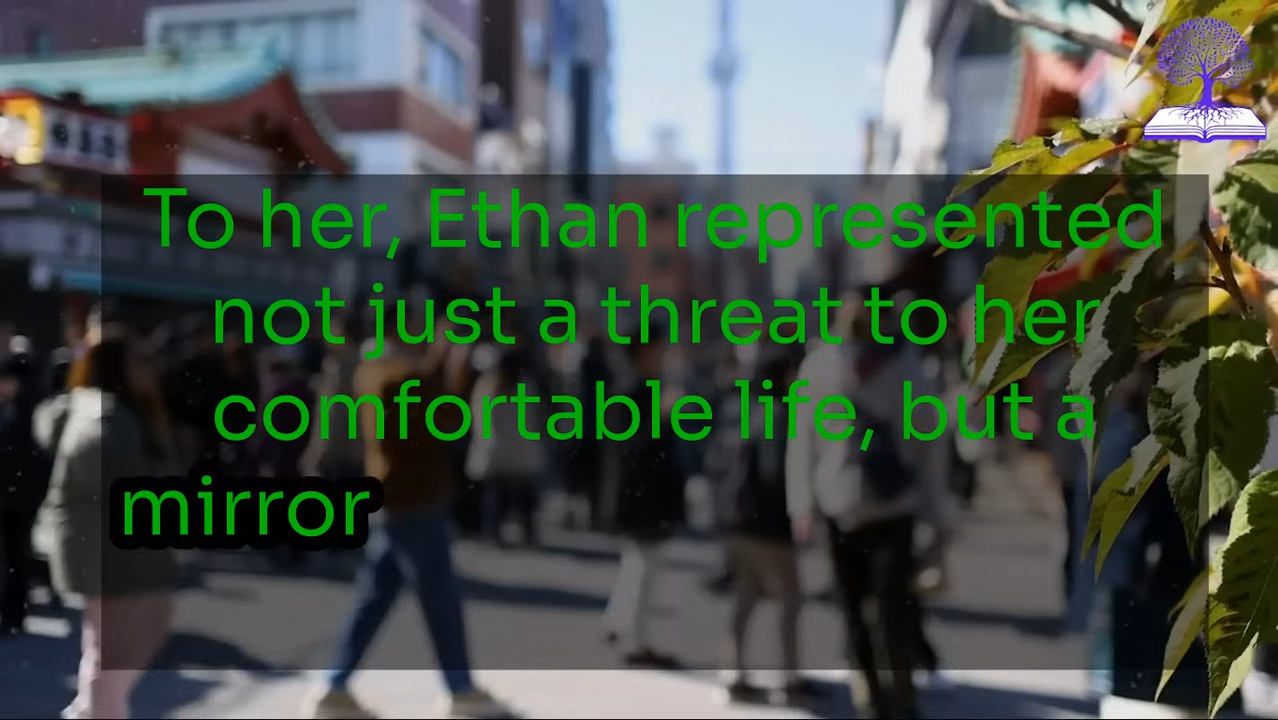 To her, Ethan represented
not just a threat to her
comfortable life, but a
mirror